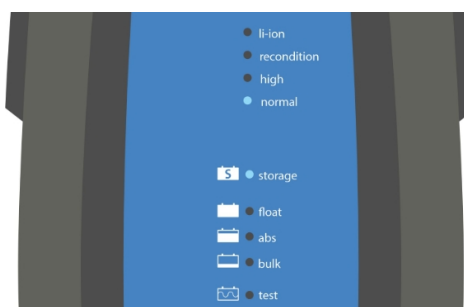 li-ion
recondition
high
normal
S storage
float
abs
bulk
test